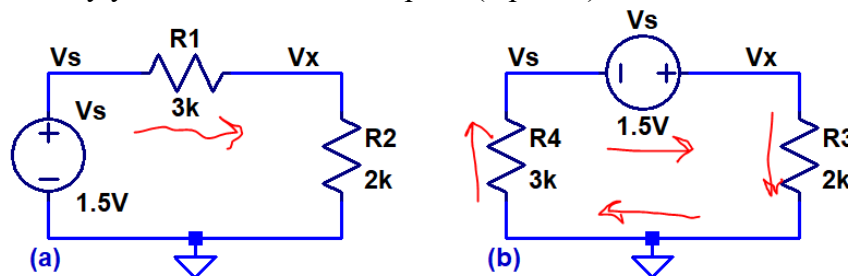 Vs
R1
Vx
3k
Vs
+
−
1.5V
R2
2k
(a)
Vs
Vs
− +
1.5V
Vx
R4
3k
R3
2k
(b)